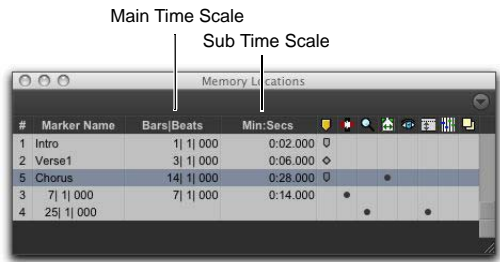 Main Time Scale
Sub Time Scale
Memory Locations
# Marker Name Bars|Beats Min:Secs
1 Intro 1| 1| 000 0:02.000
2 Verse1 3| 1| 000 0:06.000
5 Chorus 14| 1| 000 0:28.000
3 7| 1| 000 7| 1| 000 0:14.000
4 25| 1| 000